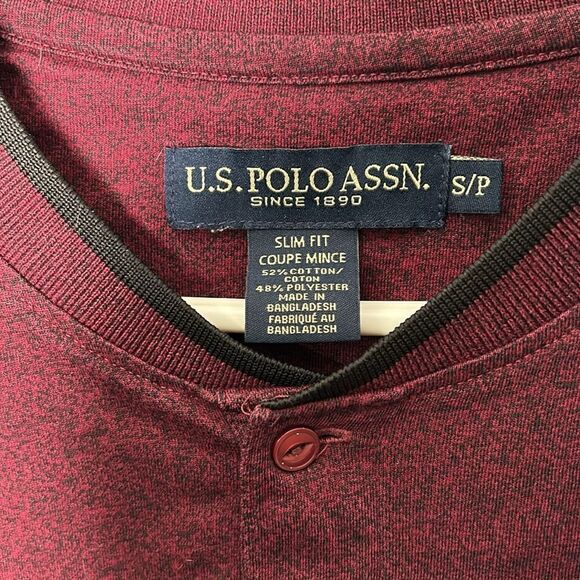 U.S. POLO ASSN.
SINCE 1890
S/P
SLIM FIT
COUPE MINCE
52% COTTON/
COTON
48% POLYESTER
MADE IN
BANGLADESH
FABRIQUÉ AU
BANGLADESH